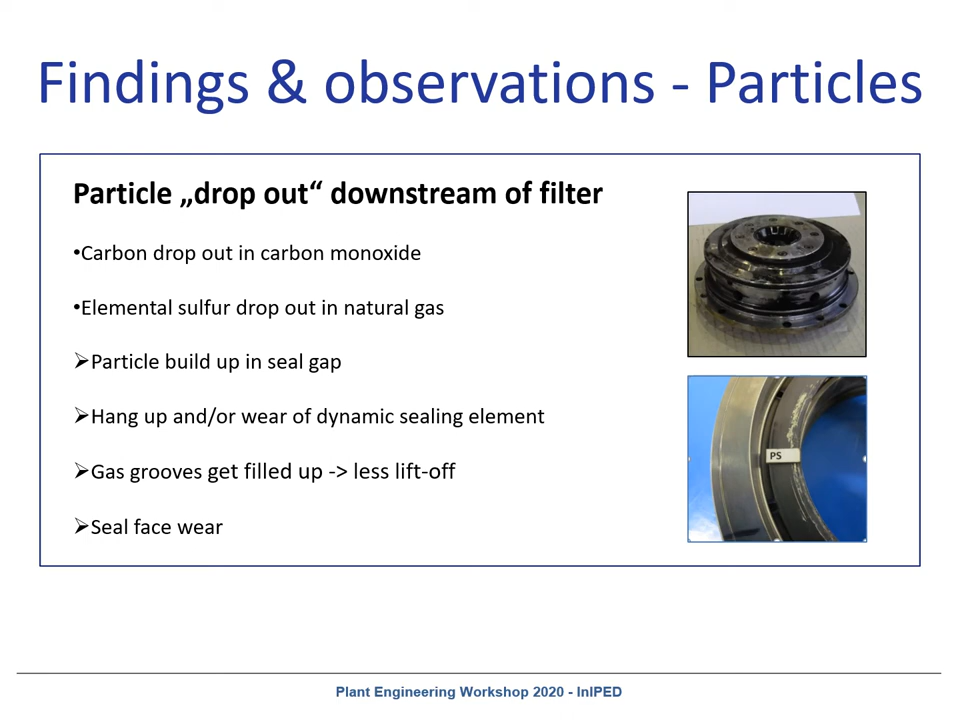 Findings & observations - Particles
Particle „drop out“ downstream of filter
•Carbon drop out in carbon monoxide
•Elemental sulfur drop out in natural gas
➢Particle build up in seal gap
➢Hang up and/or wear of dynamic sealing element
➢Gas grooves get filled up -> less lift-off
➢Seal face wear
PS
Plant Engineering Workshop 2020 - InIPED